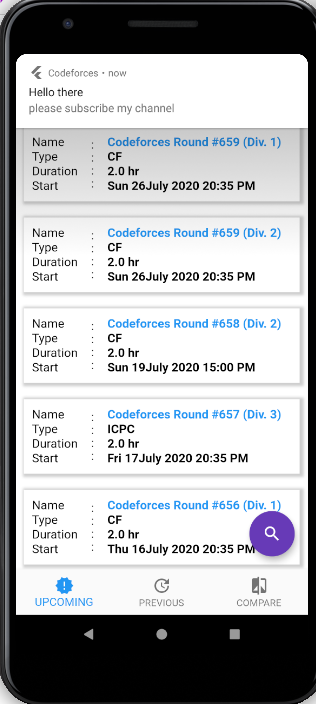 Codeforces • now
Hello there
please subscribe my channel
Name : Codeforces Round #659 (Div. 1)
Type : CF
Duration : 2.0 hr
Start : Sun 26July 2020 20:35 PM
Name : Codeforces Round #659 (Div. 2)
Type : CF
Duration : 2.0 hr
Start : Sun 26July 2020 20:35 PM
Name : Codeforces Round #658 (Div. 2)
Type : CF
Duration : 2.0 hr
Start : Sun 19July 2020 15:00 PM
Name : Codeforces Round #657 (Div. 3)
Type : ICPC
Duration : 2.0 hr
Start : Fri 17July 2020 20:35 PM
Name : Codeforces Round #656 (Div. 1)
Type : CF
Duration : 2.0 hr
Start : Thu 16July 2020 20:35 PM
UPCOMING PREVIOUS COMPARE